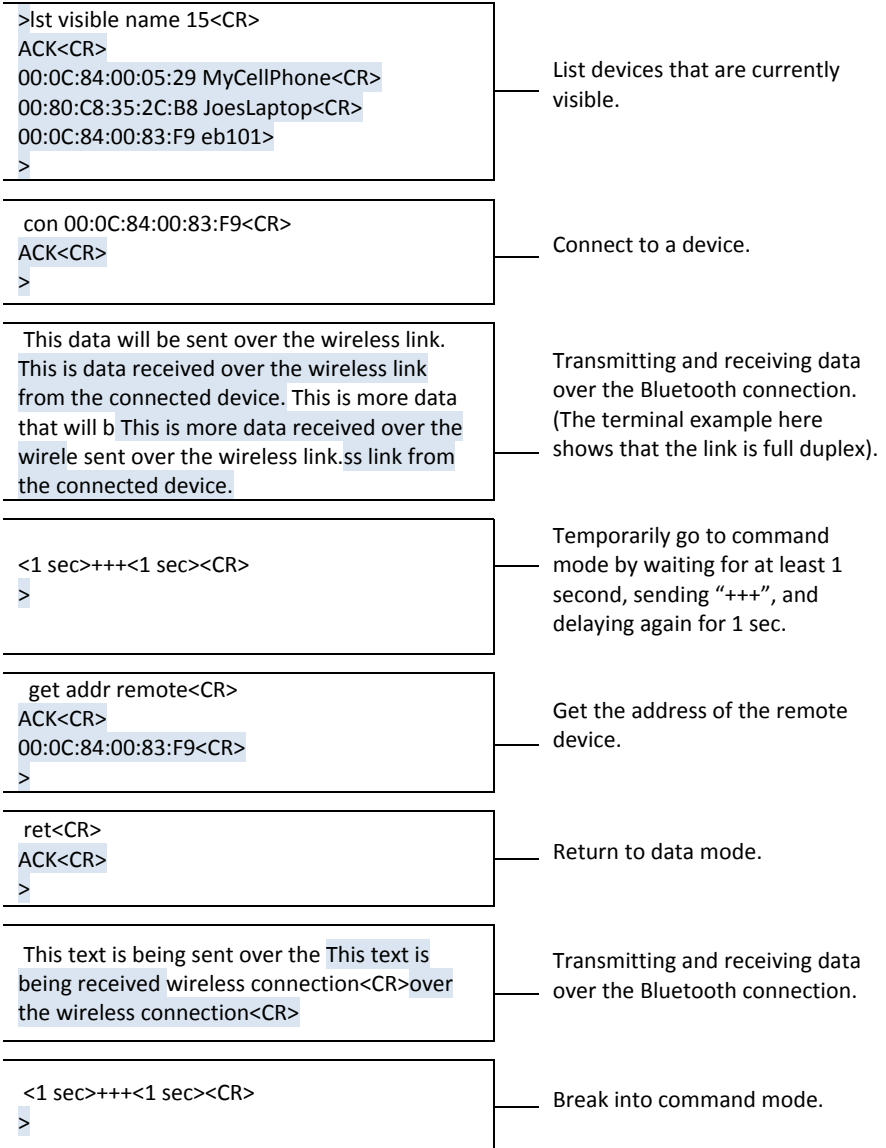 >lst visible name 15<CR>
ACK<CR>
00:0C:84:00:05:29 MyCellPhone<CR>
00:80:C8:35:2C:B8 JoesLaptop<CR>
00:0C:84:00:83:F9 eb101>
>
List devices that are currently
visible.
con 00:0C:84:00:83:F9<CR>
ACK<CR>
>
Connect to a device.
This data will be sent over the wireless link.
This is data received over the wireless link
from the connected device. This is more data
that will b This is more data received over the
wirele sent over the wireless link.ss link from
the connected device.
Transmitting and receiving data
over the Bluetooth connection.
(The terminal example here
shows that the link is full duplex).
<1 sec>+++<1 sec><CR>
>
Temporarily go to command
mode by waiting for at least 1
second, sending “+++”, and
delaying again for 1 sec.
get addr remote<CR>
ACK<CR>
00:0C:84:00:83:F9<CR>
>
Get the address of the remote
device.
ret<CR>
ACK<CR>
>
Return to data mode.
This text is being sent over the This text is
being received wireless connection<CR>over
the wireless connection<CR>
Transmitting and receiving data
over the Bluetooth connection.
<1 sec>+++<1 sec><CR>
>
Break into command mode.